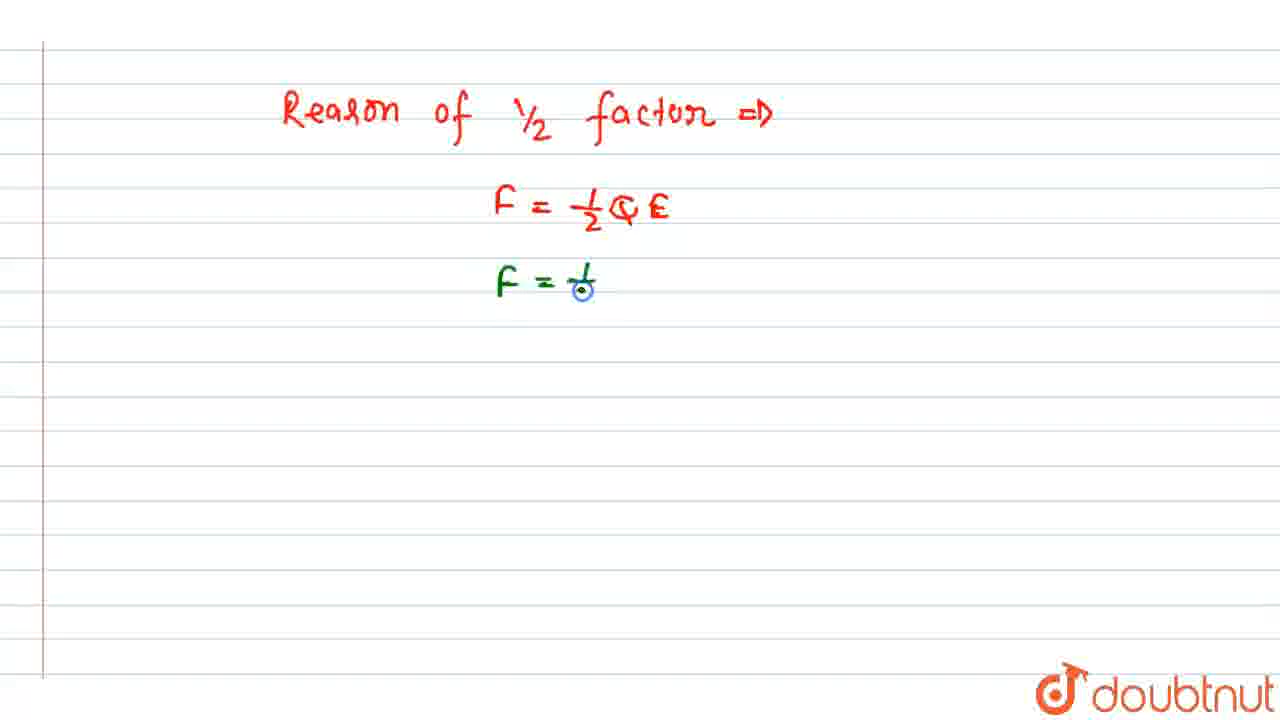 Reason of 1/2 factor ⇒
F = 1/2 Q E
F = 1
doubtnut